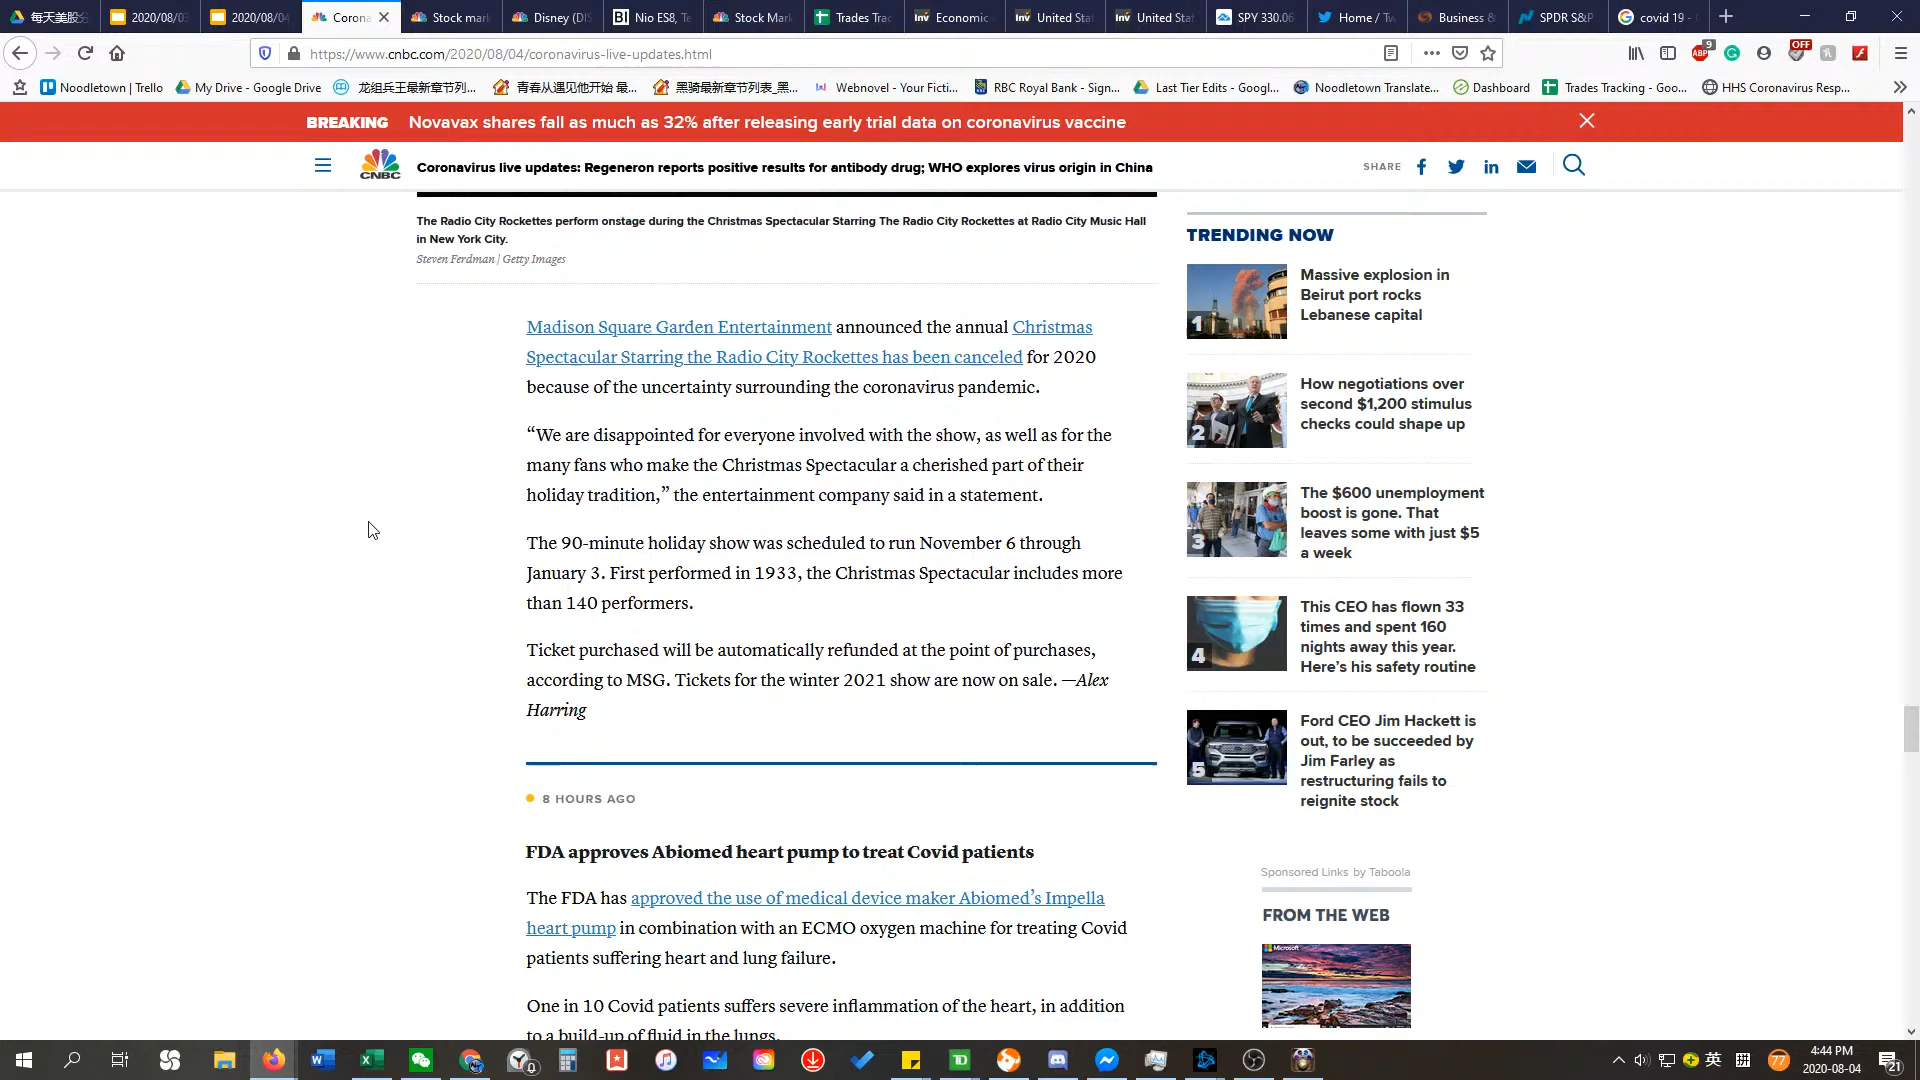 每天美股分
2020/08/03
2020/08/04
Corona
Stock mark
Disney (DIS
Nio ES8, Te
Stock Mark
Trades Trac
Economic
United Stat
United Stat
SPY 330.06
Home / Tw
Business &
SPDR S&P
covid 19 -
https://www.cnbc.com/2020/08/04/coronavirus-live-updates.html
ABP 9
OFF
Noodletown | Trello
My Drive - Google Drive
龙组兵王最新章节列...
青春从遇见他开始 最...
黑骑最新章节列表_黑...
Webnovel - Your Ficti...
RBC Royal Bank - Sign...
Last Tier Edits - Googl...
Noodletown Translate...
Dashboard
Trades Tracking - Goo...
HHS Coronavirus Resp...
BREAKING Novavax shares fall as much as 32% after releasing early trial data on coronavirus vaccine
CNBC
Coronavirus live updates: Regeneron reports positive results for antibody drug; WHO explores virus origin in China
SHARE
The Radio City Rockettes perform onstage during the Christmas Spectacular Starring The Radio City Rockettes at Radio City Music Hall
in New York City.
Steven Ferdman | Getty Images
Madison Square Garden Entertainment announced the annual Christmas
Spectacular Starring the Radio City Rockettes has been canceled for 2020
because of the uncertainty surrounding the coronavirus pandemic.
“We are disappointed for everyone involved with the show, as well as for the
many fans who make the Christmas Spectacular a cherished part of their
holiday tradition,” the entertainment company said in a statement.
The 90-minute holiday show was scheduled to run November 6 through
January 3. First performed in 1933, the Christmas Spectacular includes more
than 140 performers.
Ticket purchased will be automatically refunded at the point of purchases,
according to MSG. Tickets for the winter 2021 show are now on sale. —Alex
Harring
8 HOURS AGO
FDA approves Abiomed heart pump to treat Covid patients
The FDA has approved the use of medical device maker Abiomed’s Impella
heart pump in combination with an ECMO oxygen machine for treating Covid
patients suffering heart and lung failure.
One in 10 Covid patients suffers severe inflammation of the heart, in addition
to a build-up of fluid in the lungs.
TRENDING NOW
1
Massive explosion in
Beirut port rocks
Lebanese capital
2
How negotiations over
second $1,200 stimulus
checks could shape up
3
The $600 unemployment
boost is gone. That
leaves some with just $5
a week
4
This CEO has flown 33
times and spent 160
nights away this year.
Here’s his safety routine
5
Ford CEO Jim Hackett is
out, to be succeeded by
Jim Farley as
restructuring fails to
reignite stock
Sponsored Links by Taboola
FROM THE WEB
Microsoft
英
拼
77
4:44 PM
2020-08-04
21